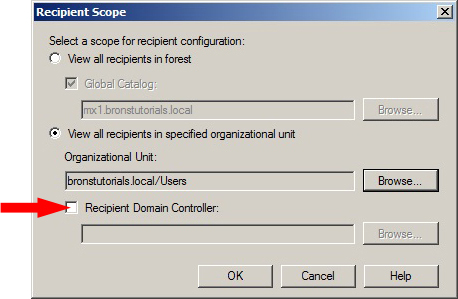 Recipient Scope
Select a scope for recipient configuration:
View all recipients in forest
Global Catalog:
mx1.bronstutorials.local Browse...
View all recipients in specified organizational unit
Organizational Unit:
bronstutorials.local/Users Browse...
Recipient Domain Controller:
Browse...
OK Cancel Help